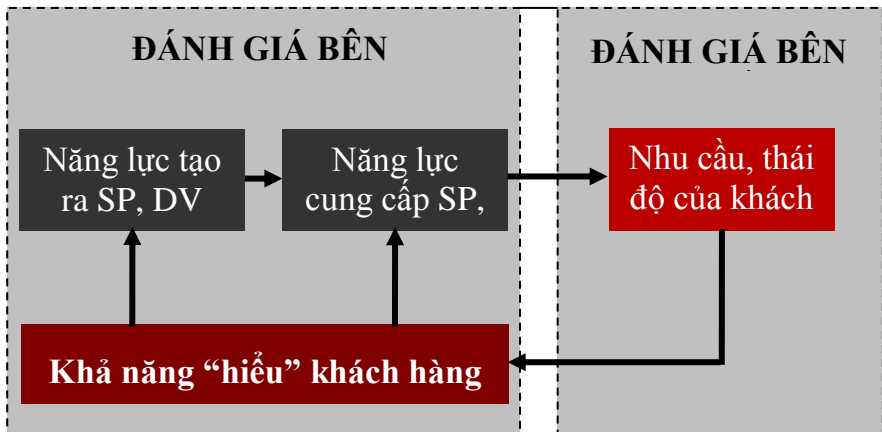 ĐÁNH GIÁ BÊN
ĐÁNH GIÁ BÊN
Năng lực tạo
ra SP, DV
Năng lực
cung cấp SP,
Nhu cầu, thái
độ của khách
Khả năng “hiểu” khách hàng